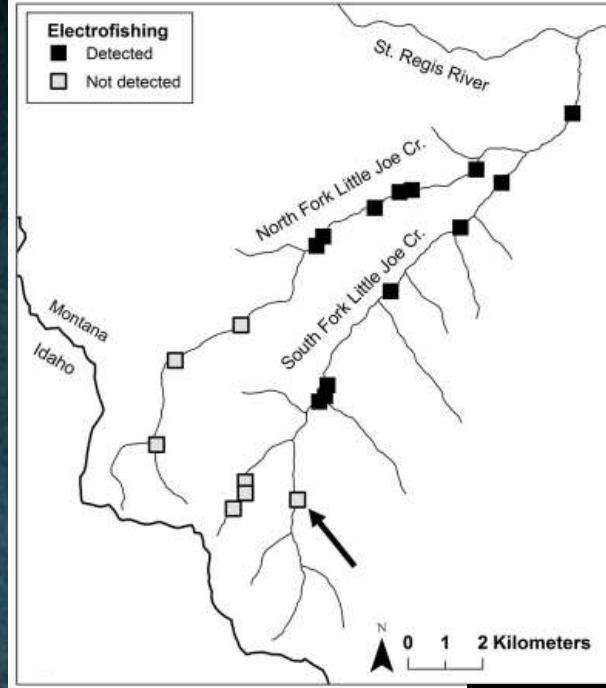 Electrofishing
Detected
Not detected
St. Regis River
North Fork Little Joe Cr.
South Fork Little Joe Cr.
Montana
Idaho
N
0 1 2 Kilometers